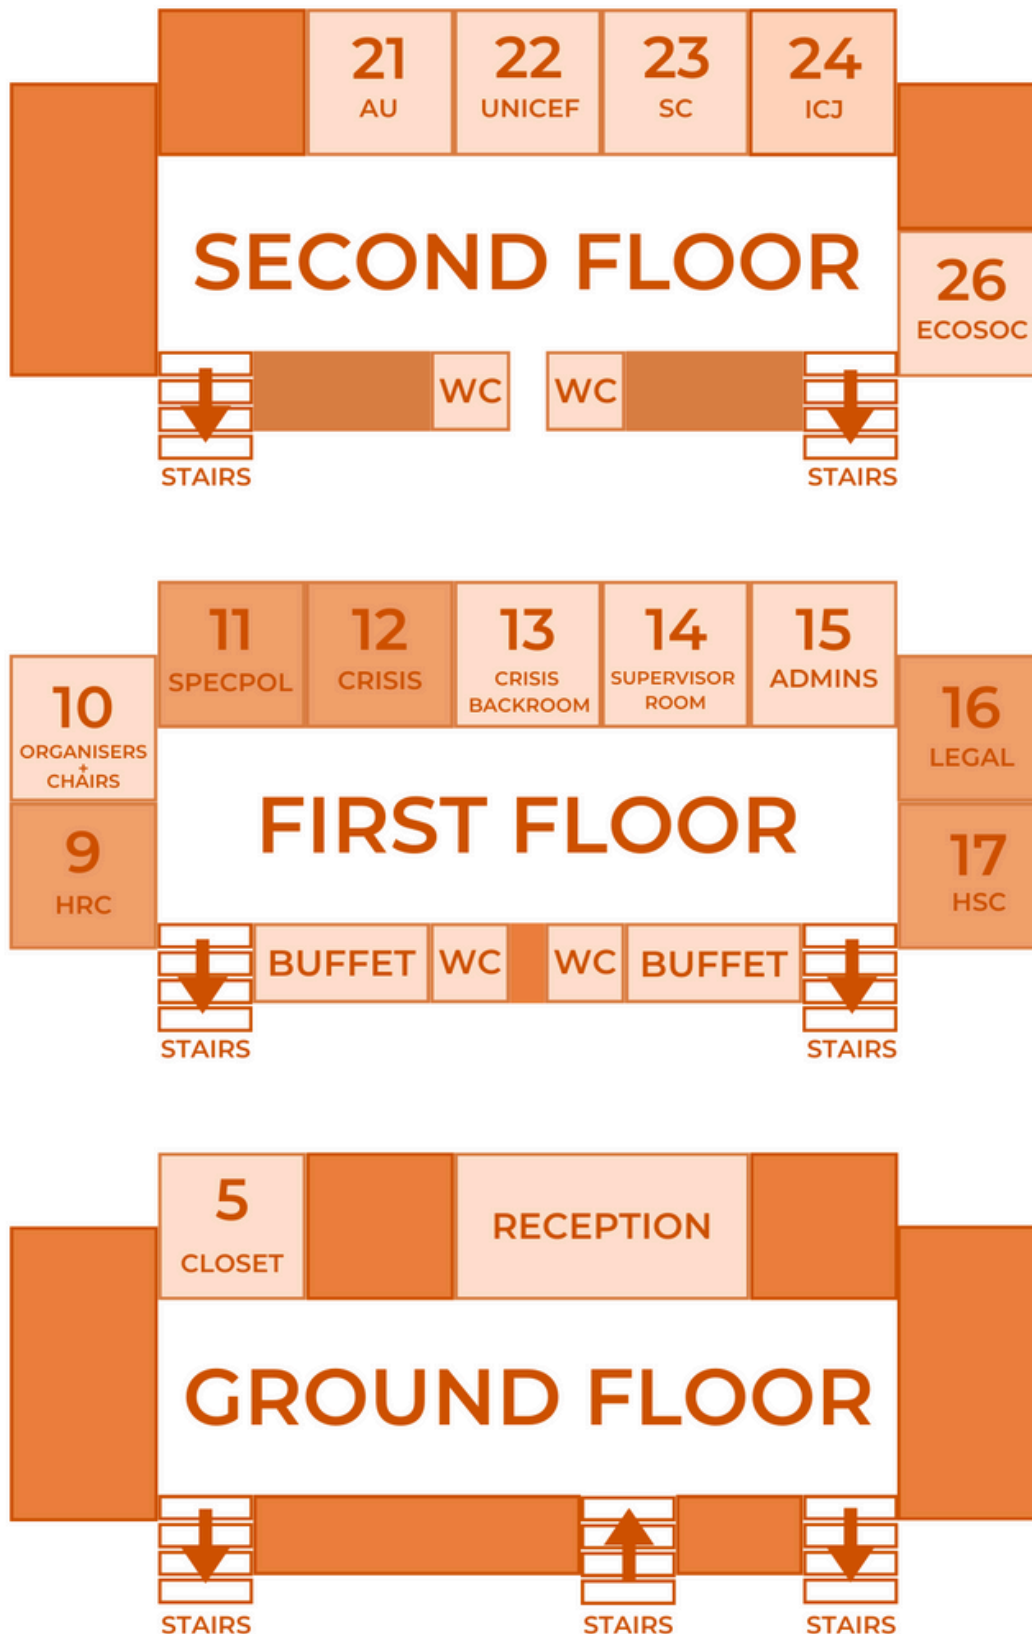 21
AU
22
UNICEF
23
SC
24
ICJ
SECOND FLOOR
26
ECOSOC
WC
WC
STAIRS
STAIRS
11
SPECPOL
12
CRISIS
13
CRISIS
BACKROOM
14
SUPERVISOR
ROOM
15
ADMINS
10
ORGANISERS
+
CHAIRS
16
LEGAL
FIRST FLOOR
9
HRC
17
HSC
BUFFET
WC
WC
BUFFET
STAIRS
STAIRS
5
CLOSET
RECEPTION
GROUND FLOOR
STAIRS
STAIRS
STAIRS